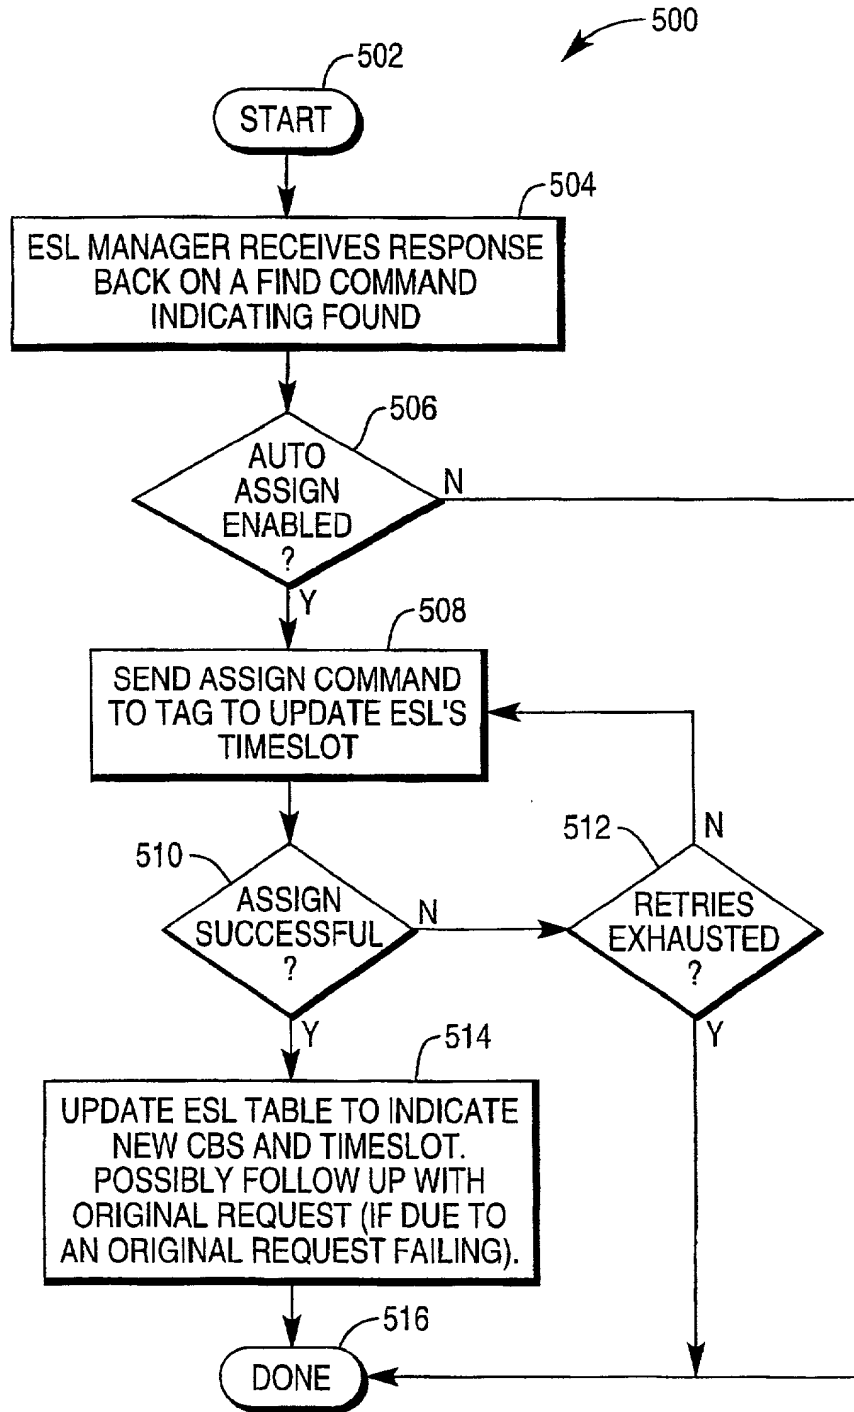 500
502
START
504
ESL MANAGER RECEIVES RESPONSE
BACK ON A FIND COMMAND
INDICATING FOUND
506
AUTO
ASSIGN
ENABLED
?
N
Y
508
SEND ASSIGN COMMAND
TO TAG TO UPDATE ESL'S
TIMESLOT
510
ASSIGN
SUCCESSFUL
?
N
512
N
RETRIES
EXHAUSTED
?
Y
Y
514
UPDATE ESL TABLE TO INDICATE
NEW CBS AND TIMESLOT.
POSSIBLY FOLLOW UP WITH
ORIGINAL REQUEST (IF DUE TO
AN ORIGINAL REQUEST FAILING).
516
DONE